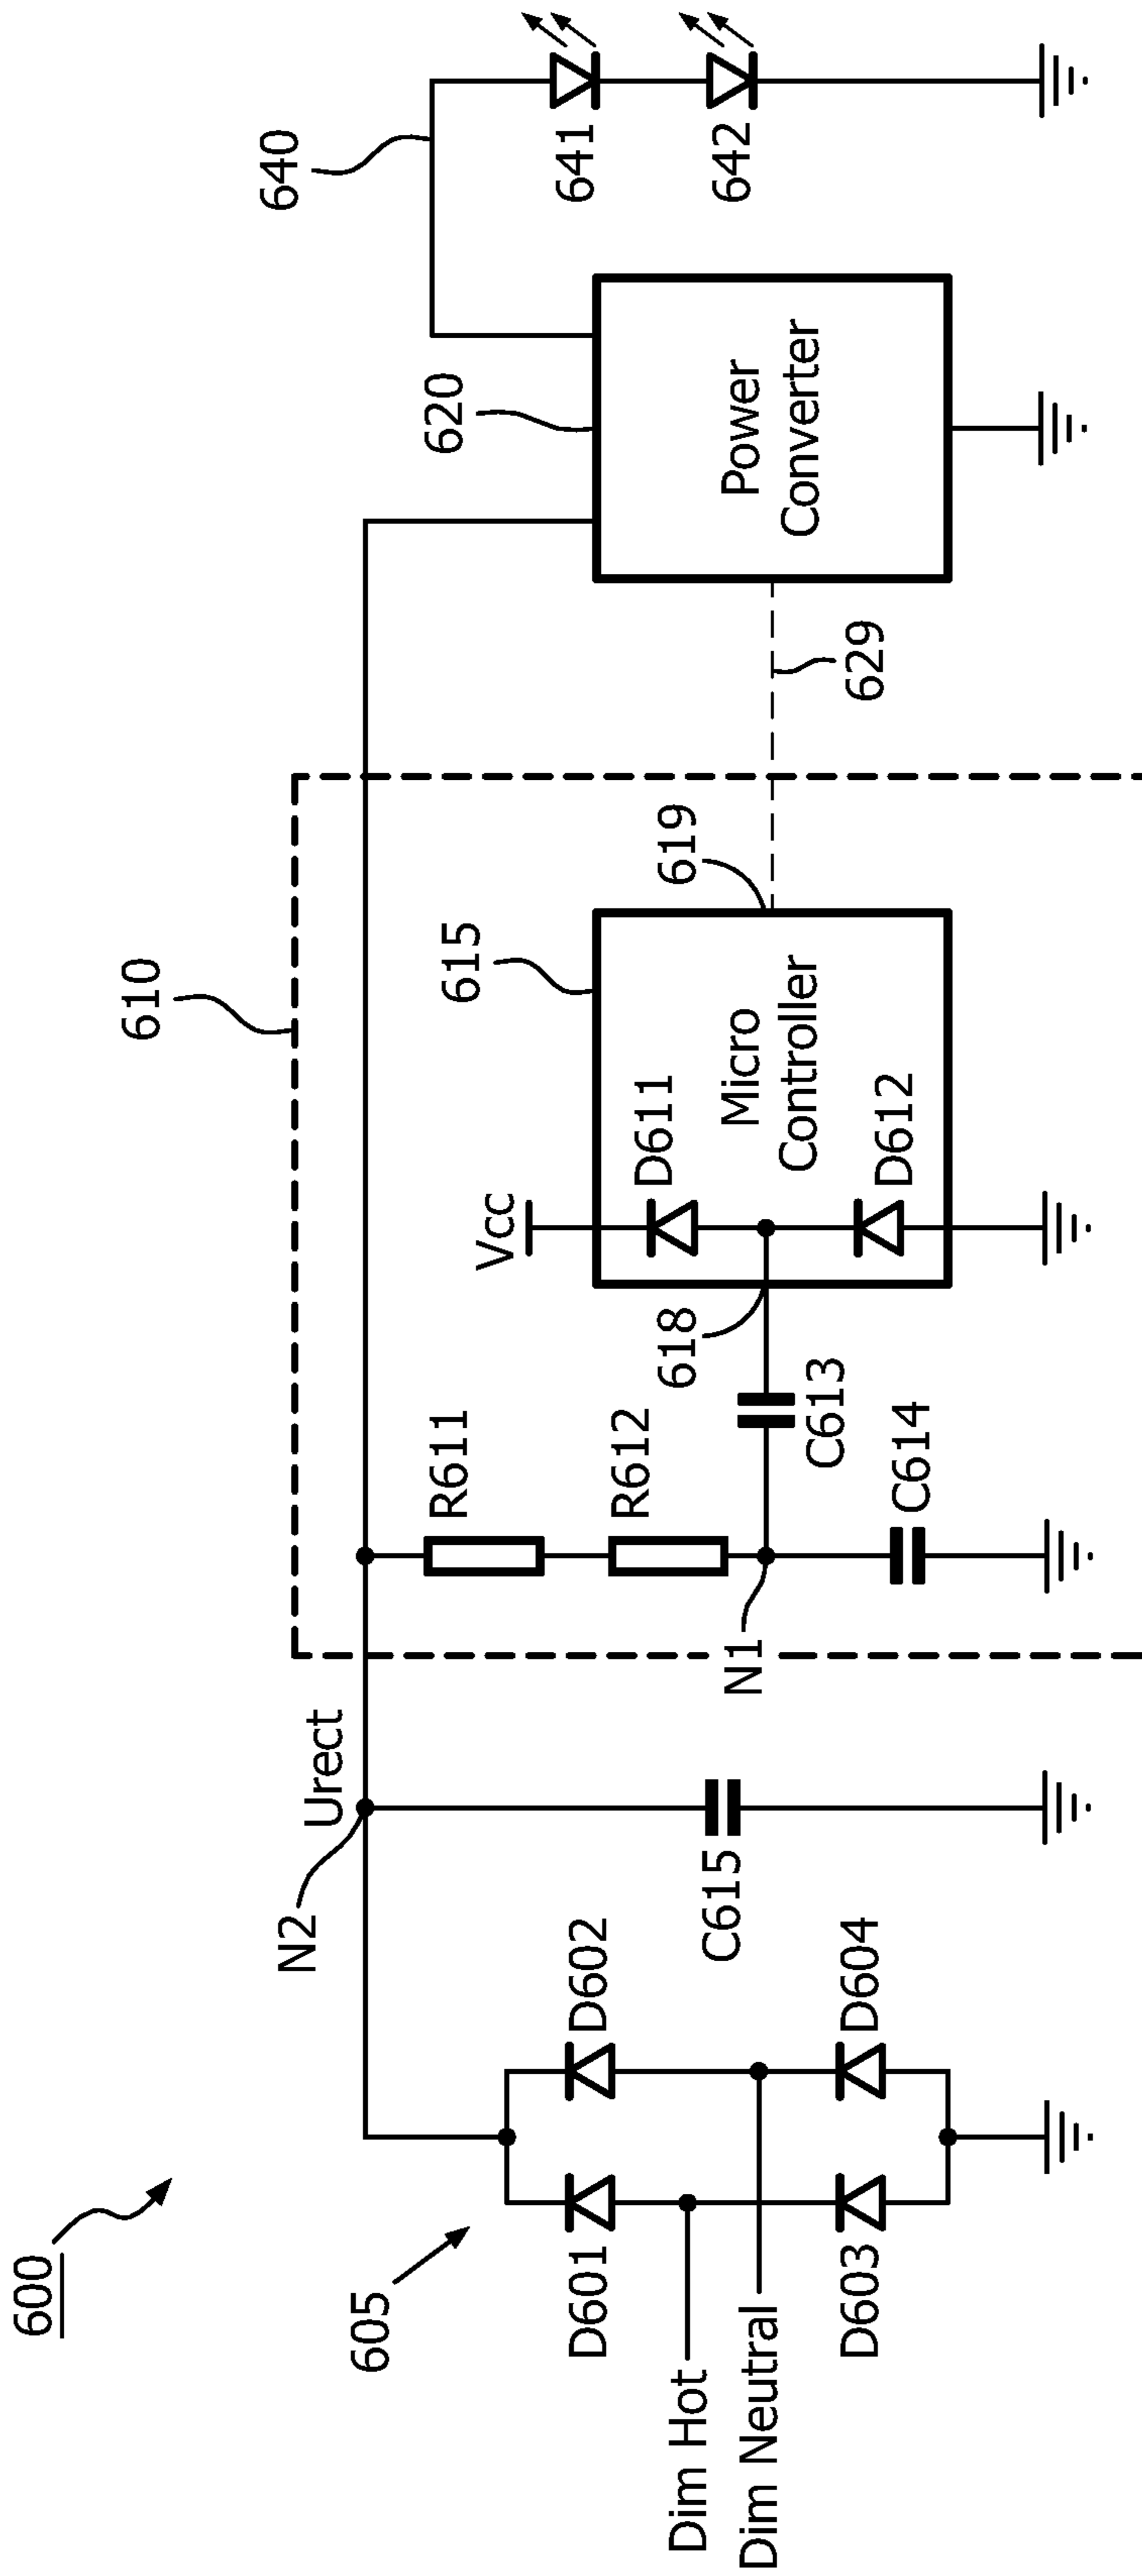 600
605
D601
D602
D603
D604
Dim Hot
Dim Neutral
N2
Urect
C615
610
R611
R612
N1
C613
C614
618
Vcc
615
D611
D612
Micro
Controller
619
629
620
Power
Converter
640
641
642